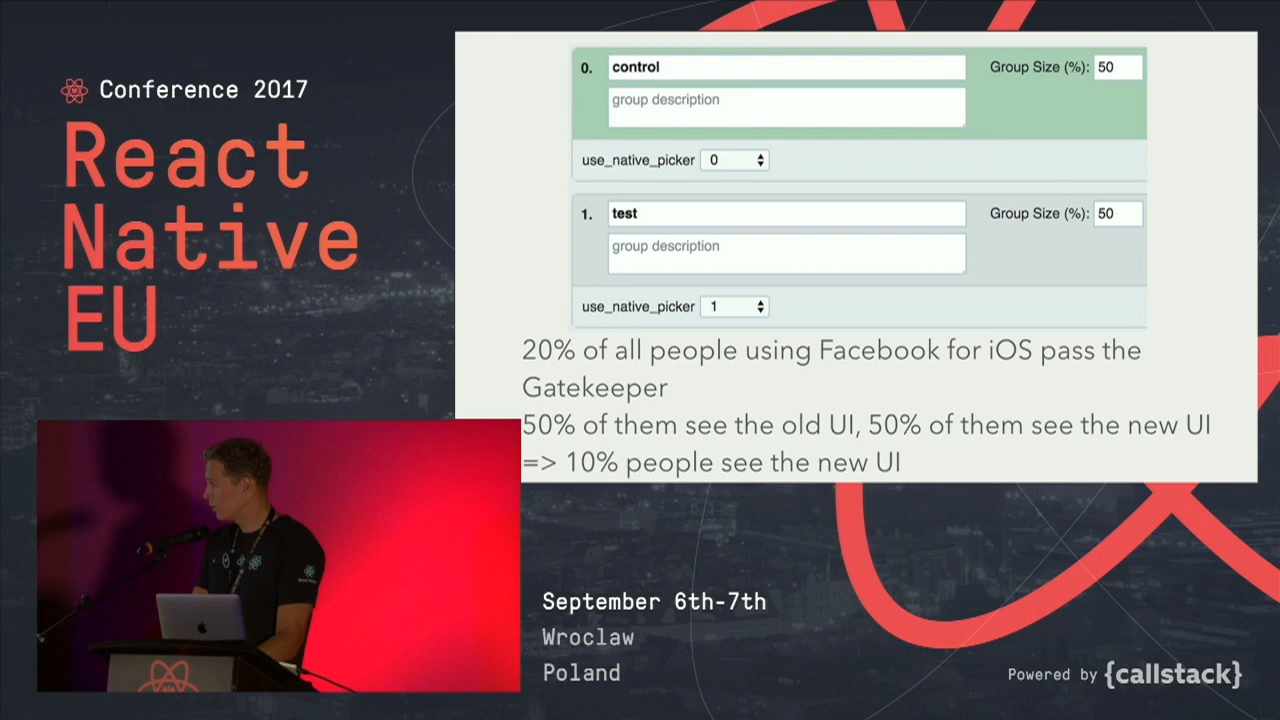 Conference 2017
React
Native
EU
0.
control
Group Size (%): 50
group description
use_native_picker 0
1.
test
Group Size (%): 50
group description
use_native_picker 1
20% of all people using Facebook for iOS pass the
Gatekeeper
50% of them see the old UI, 50% of them see the new UI
=> 10% people see the new UI
September 6th-7th
Wroclaw
Poland
Powered by {callstack}